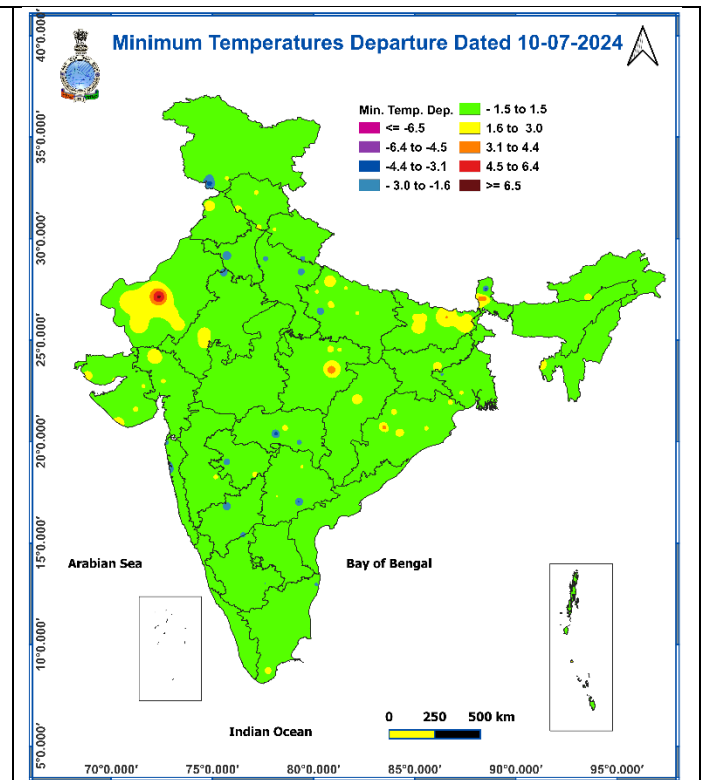 Minimum Temperatures Departure Dated 10-07-2024
Min. Temp. Dep.
<= -6.5
-6.4 to -4.5
-4.4 to -3.1
- 3.0 to -1.6
- 1.5 to 1.5
1.6 to 3.0
3.1 to 4.4
4.5 to 6.4
>= 6.5
40°0.000'
35°0.000'
30°0.000'
25°0.000'
20°0.000'
15°0.000'
10°0.000'
5°0.000'
Arabian Sea
Bay of Bengal
Indian Ocean
0 250 500 km
70°0.000' 75°0.000' 80°0.000' 85°0.000' 90°0.000' 95°0.000'